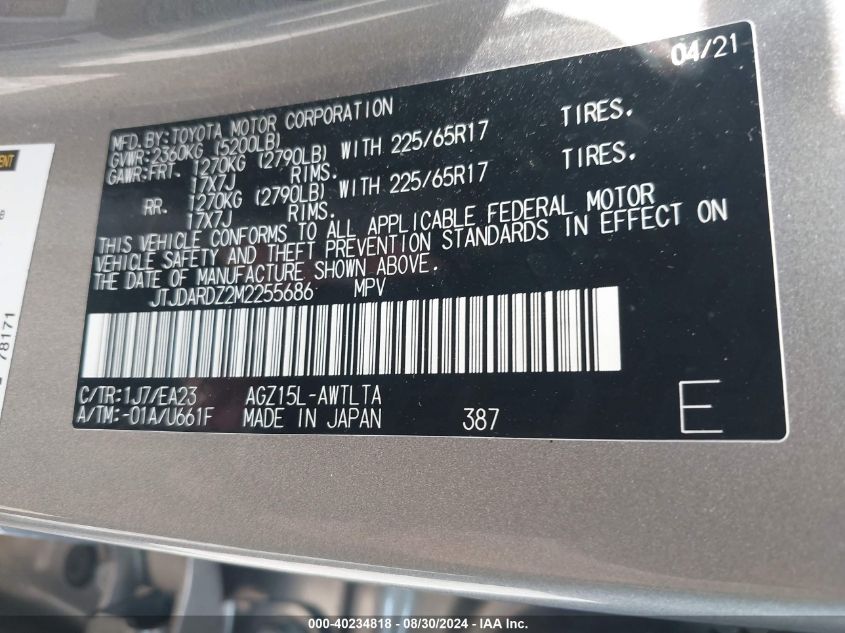 04/21
MFD.BY:TOYOTA MOTOR CORPORATION
GVWR:2360KG (5200LB)
GAWR:FRT. 1270KG (2790LB) WITH 225/65R17 TIRES.
17X7J RIMS.
RR. 1270KG (2790LB) WITH 225/65R17 TIRES.
17X7J RIMS.
THIS VEHICLE CONFORMS TO ALL APPLICABLE FEDERAL MOTOR
VEHICLE SAFETY AND THEFT PREVENTION STANDARDS IN EFFECT ON
THE DATE OF MANUFACTURE SHOWN ABOVE.
JTJDARDZ2M2255686 MPV
C/TR:1J7/EA23 AGZ15L-AWTLTA
A/TM:-01A/U661F MADE IN JAPAN 387 E
78171
000-40234818 - 08/30/2024 - IAA Inc.